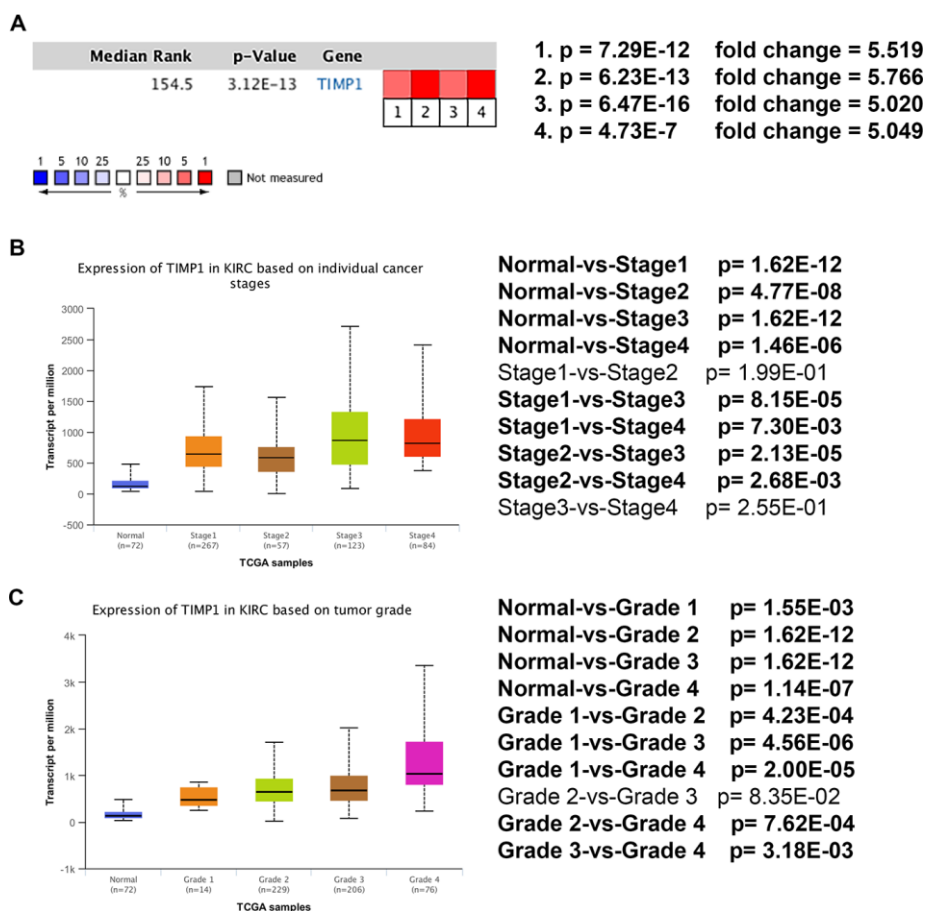 A
Median Rank p-Value Gene
154.5 3.12E-13 TIMP1
1 2 3 4
1. p = 7.29E-12 fold change = 5.519
2. p = 6.23E-13 fold change = 5.766
3. p = 6.47E-16 fold change = 5.020
4. p = 4.73E-7 fold change = 5.049
1 5 10 25 25 10 5 1
Not measured
%
B
Expression of TIMP1 in KIRC based on individual cancer
stages
Transcript per million
3000
2500
2000
1500
1000
500
0
-500
Normal Stage1 Stage2 Stage3 Stage4
(n=72) (n=267) (n=57) (n=123) (n=84)
TCGA samples
Normal-vs-Stage1 p= 1.62E-12
Normal-vs-Stage2 p= 4.77E-08
Normal-vs-Stage3 p= 1.62E-12
Normal-vs-Stage4 p= 1.46E-06
Stage1-vs-Stage2 p= 1.99E-01
Stage1-vs-Stage3 p= 8.15E-05
Stage1-vs-Stage4 p= 7.30E-03
Stage2-vs-Stage3 p= 2.13E-05
Stage2-vs-Stage4 p= 2.68E-03
Stage3-vs-Stage4 p= 2.55E-01
C
Expression of TIMP1 in KIRC based on tumor grade
Transcript per million
4k
3k
2k
1k
0
-1k
Normal Grade 1 Grade 2 Grade 3 Grade 4
(n=72) (n=14) (n=229) (n=206) (n=76)
TCGA samples
Normal-vs-Grade 1 p= 1.55E-03
Normal-vs-Grade 2 p= 1.62E-12
Normal-vs-Grade 3 p= 1.62E-12
Normal-vs-Grade 4 p= 1.14E-07
Grade 1-vs-Grade 2 p= 4.23E-04
Grade 1-vs-Grade 3 p= 4.56E-06
Grade 1-vs-Grade 4 p= 2.00E-05
Grade 2-vs-Grade 3 p= 8.35E-02
Grade 2-vs-Grade 4 p= 7.62E-04
Grade 3-vs-Grade 4 p= 3.18E-03